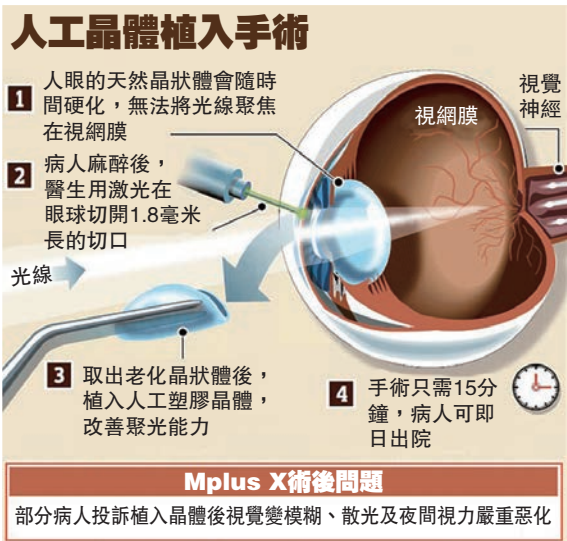 人工晶體植入手術
1 人眼的天然晶狀體會隨時
間硬化，無法將光線聚焦
在視網膜
2 病人麻醉後，
醫生用激光在
眼球切開1.8毫米
長的切口
光線
視網膜
視覺
神經
3 取出老化晶狀體後，
植入人工塑膠晶體，
改善聚光能力
4 手術只需15分
鐘，病人可即
日出院
Mplus X術後問題
部分病人投訴植入晶體後視覺變模糊、散光及夜間視力嚴重惡化